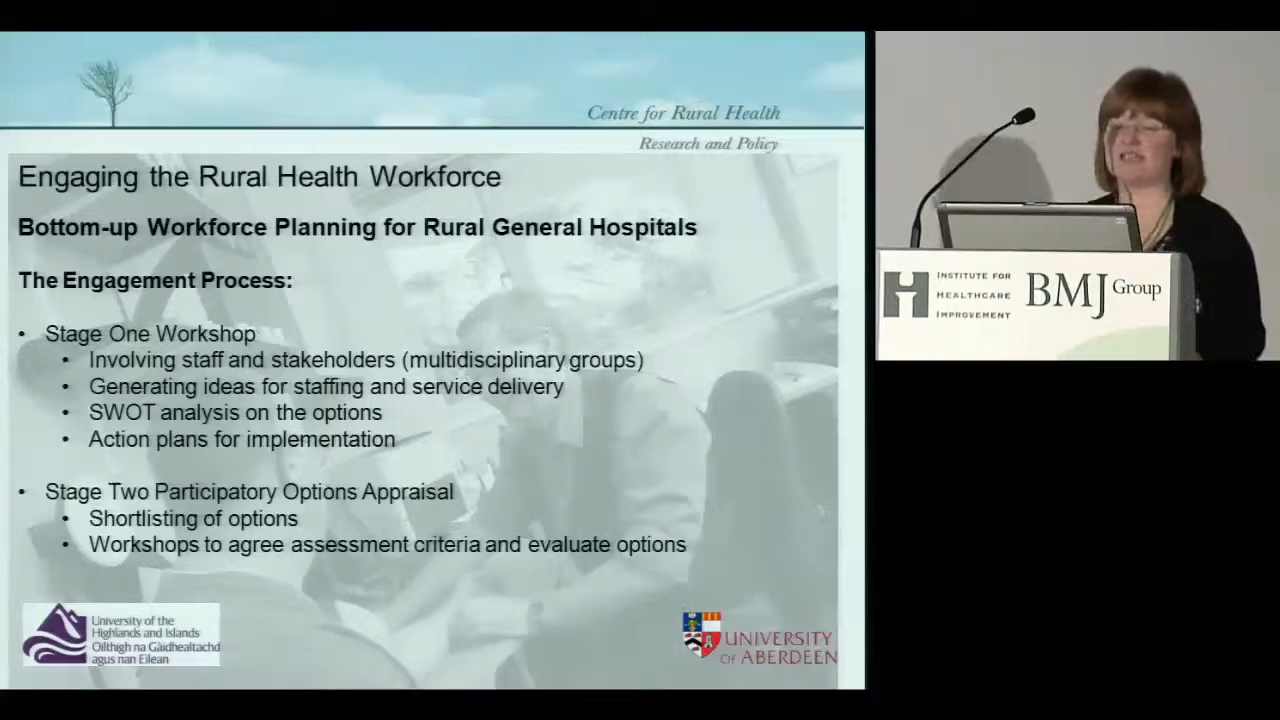 Centre for Rural Health
Research and Policy
Engaging the Rural Health Workforce
Bottom-up Workforce Planning for Rural General Hospitals
The Engagement Process:
• Stage One Workshop
• Involving staff and stakeholders (multidisciplinary groups)
• Generating ideas for staffing and service delivery
• SWOT analysis on the options
• Action plans for implementation
• Stage Two Participatory Options Appraisal
• Shortlisting of options
• Workshops to agree assessment criteria and evaluate options
University of the
Highlands and Islands
Oilthigh na Gàidhealtachd
agus nan Eilean
UNIVERSITY
OF ABERDEEN
INSTITUTE FOR
HEALTHCARE
IMPROVEMENT
BMJ Group